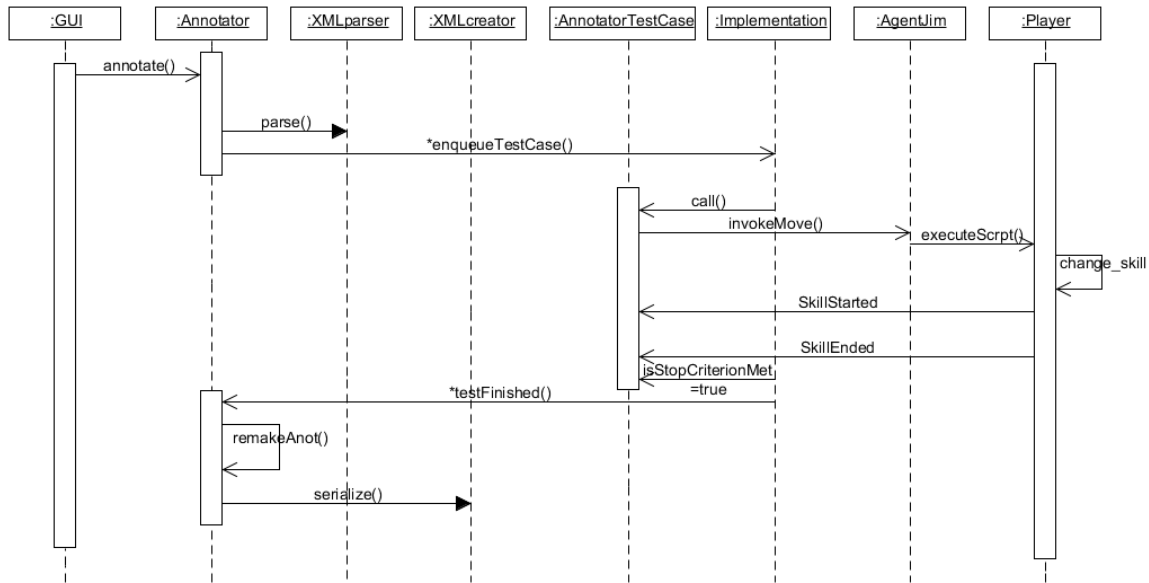 :GUI
:Annotator
:XMLparser
:XMLcreator
:AnnotatorTestCase
:Implementation
:AgentJim
:Player
annotate()
parse()
*enqueueTestCase()
call()
invokeMove()
executeScrpt()
change_skill
SkillStarted
SkillEnded
isStopCriterionMet
=true
*testFinished()
remakeAnot()
serialize()